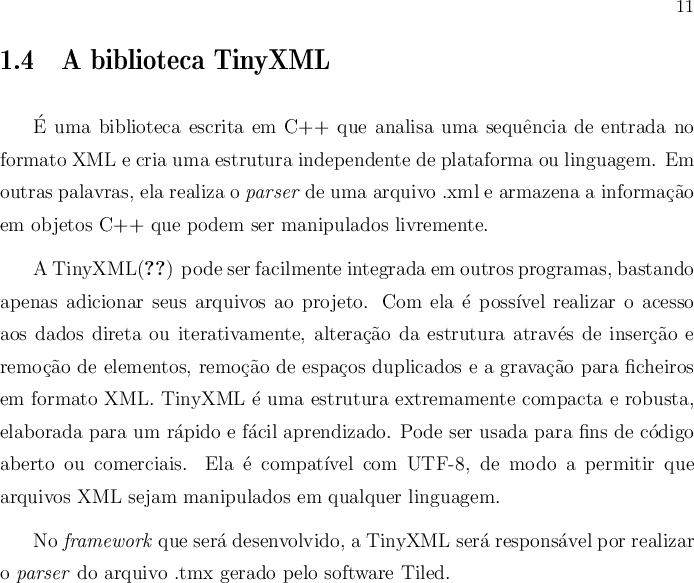 11
1.4 A biblioteca TinyXML
É uma biblioteca escrita em C++ que analisa uma sequência de entrada no
formato XML e cria uma estrutura independente de plataforma ou linguagem. Em
outras palavras, ela realiza o parser de uma arquivo .xml e armazena a informação
em objetos C++ que podem ser manipulados livremente.
A TinyXML(??) pode ser facilmente integrada em outros programas, bastando
apenas adicionar seus arquivos ao projeto. Com ela é possível realizar o acesso
aos dados direta ou iterativamente, alteração da estrutura através de inserção e
remoção de elementos, remoção de espaços duplicados e a gravação para ficheiros
em formato XML. TinyXML é uma estrutura extremamente compacta e robusta,
elaborada para um rápido e fácil aprendizado. Pode ser usada para fins de código
aberto ou comerciais. Ela é compatível com UTF-8, de modo a permitir que
arquivos XML sejam manipulados em qualquer linguagem.
No framework que será desenvolvido, a TinyXML será responsável por realizar
o parser do arquivo .tmx gerado pelo software Tiled.